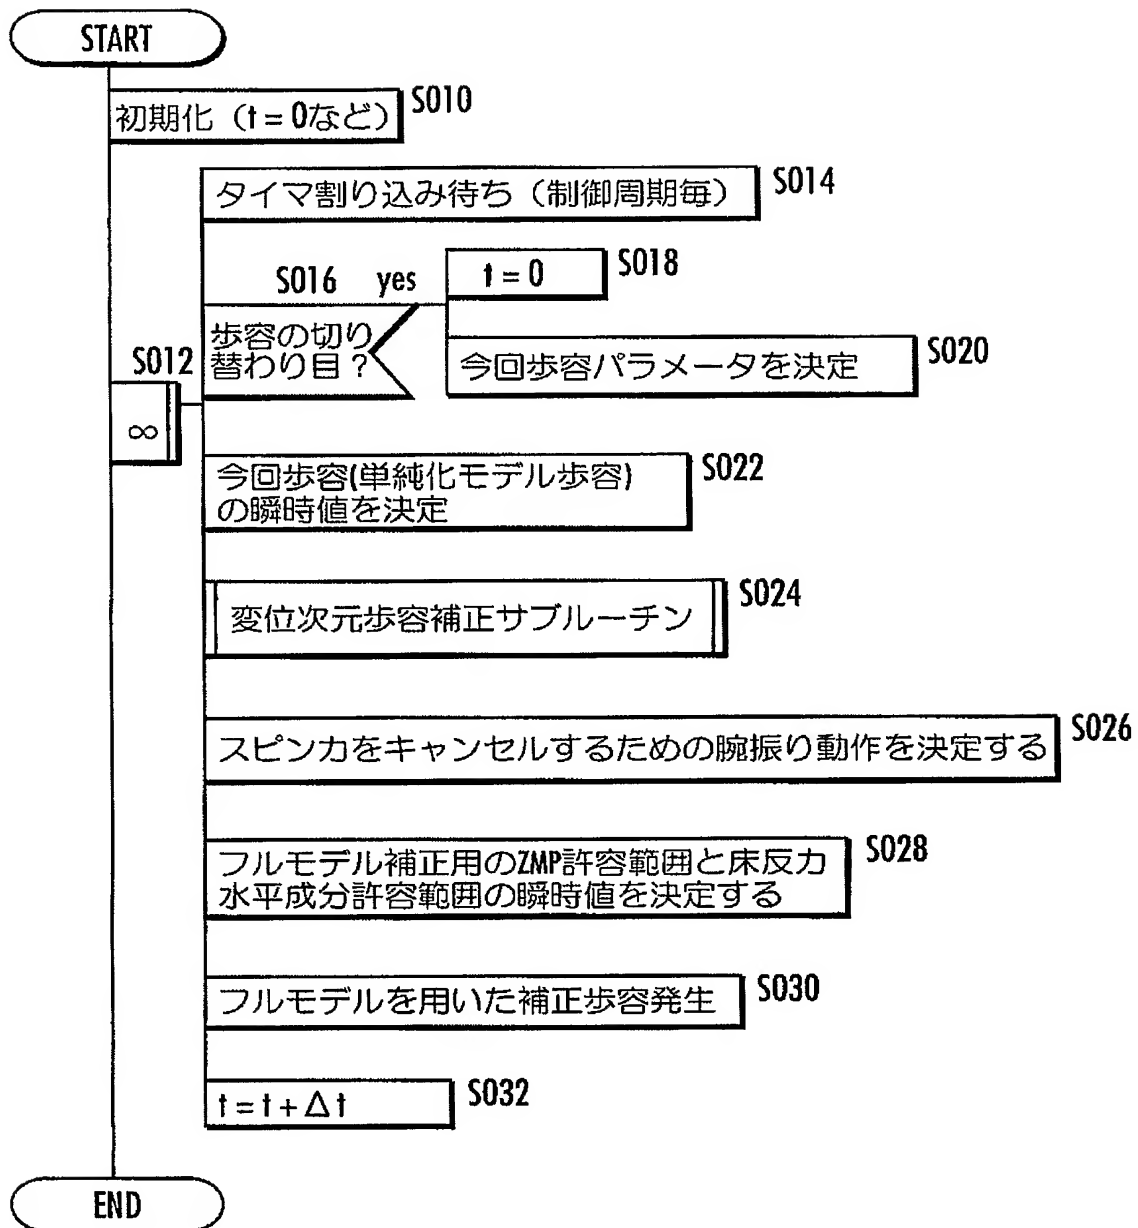 START
初期化（t = 0など）
S010
タイマ割り込み待ち（制御周期毎）
S014
S016
yes
t = 0
S018
歩容の切り
替わり目？
今回歩容パラメータを決定
S020
S012
∞
今回歩容(単純化モデル歩容)
の瞬時値を決定
S022
変位次元歩容補正サブルーチン
S024
スピン力をキャンセルするための腕振り動作を決定する
S026
フルモデル補正用のZMP許容範囲と床反力
水平成分許容範囲の瞬時値を決定する
S028
フルモデルを用いた補正歩容発生
S030
t = t + Δt
S032
END